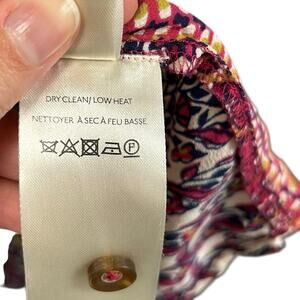 DRY CLEAN/ LOW HEAT
NETTOYER À SEC À FEU BASSE
F